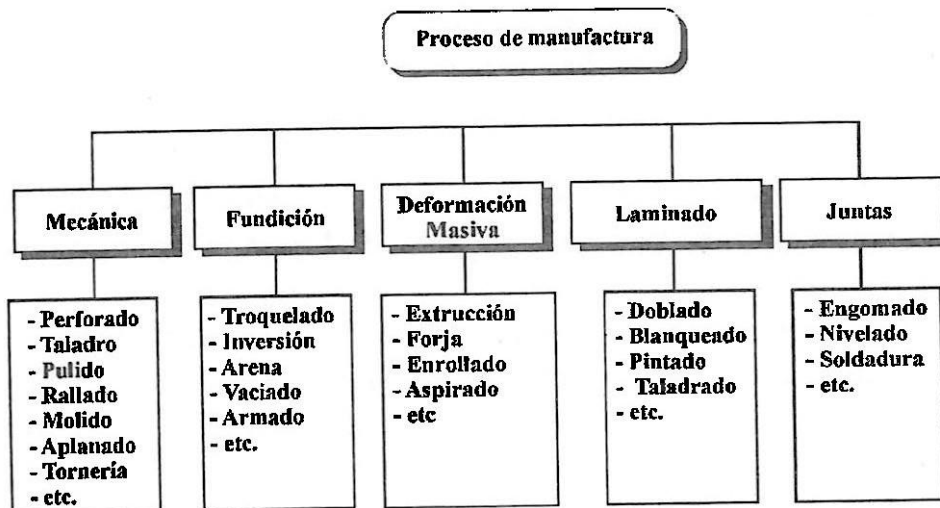 Proceso de manufactura
Mecánica
- Perforado
- Taladro
- Pulido
- Rallado
- Molido
- Aplanado
- Tornería
- etc.
Fundición
- Troquelado
- Inversión
- Arena
- Vaciado
- Armado
- etc.
Deformación
Masiva
- Extrucción
- Forja
- Enrollado
- Aspirado
- etc
Laminado
- Doblado
- Blanqueado
- Pintado
- Taladrado
- etc.
Juntas
- Engomado
- Nivelado
- Soldadura
- etc.